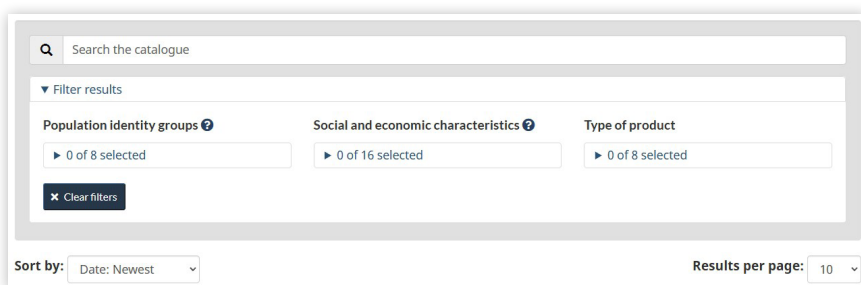 Search the catalogue
▼ Filter results
Population identity groups ?
Social and economic characteristics ?
Type of product
► 0 of 8 selected
► 0 of 16 selected
► 0 of 8 selected
× Clear filters
Sort by: Date: Newest
Results per page: 10